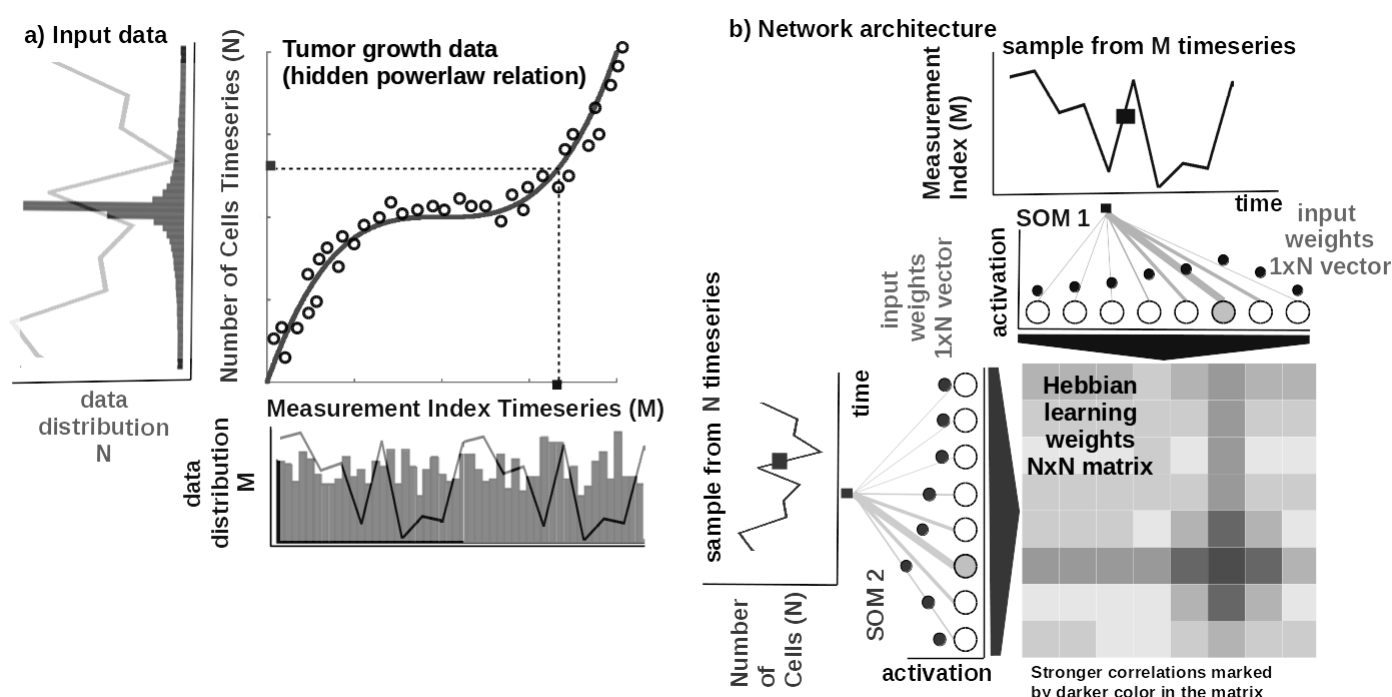 a) Input data
Number of Cells Timeseries (N)
Tumor growth data
(hidden powerlaw relation)
data
distribution
N
Measurement Index Timeseries (M)
data
distribution
M
b) Network architecture
sample from M timeseries
Measurement
Index (M)
time
SOM 1
activation
input
weights
1xN vector
input
weights
1xN vector
sample from N timeseries
time
Number
of
Cells (N)
SOM 2
activation
Hebbian
learning
weights
NxN matrix
Stronger correlations marked
by darker color in the matrix